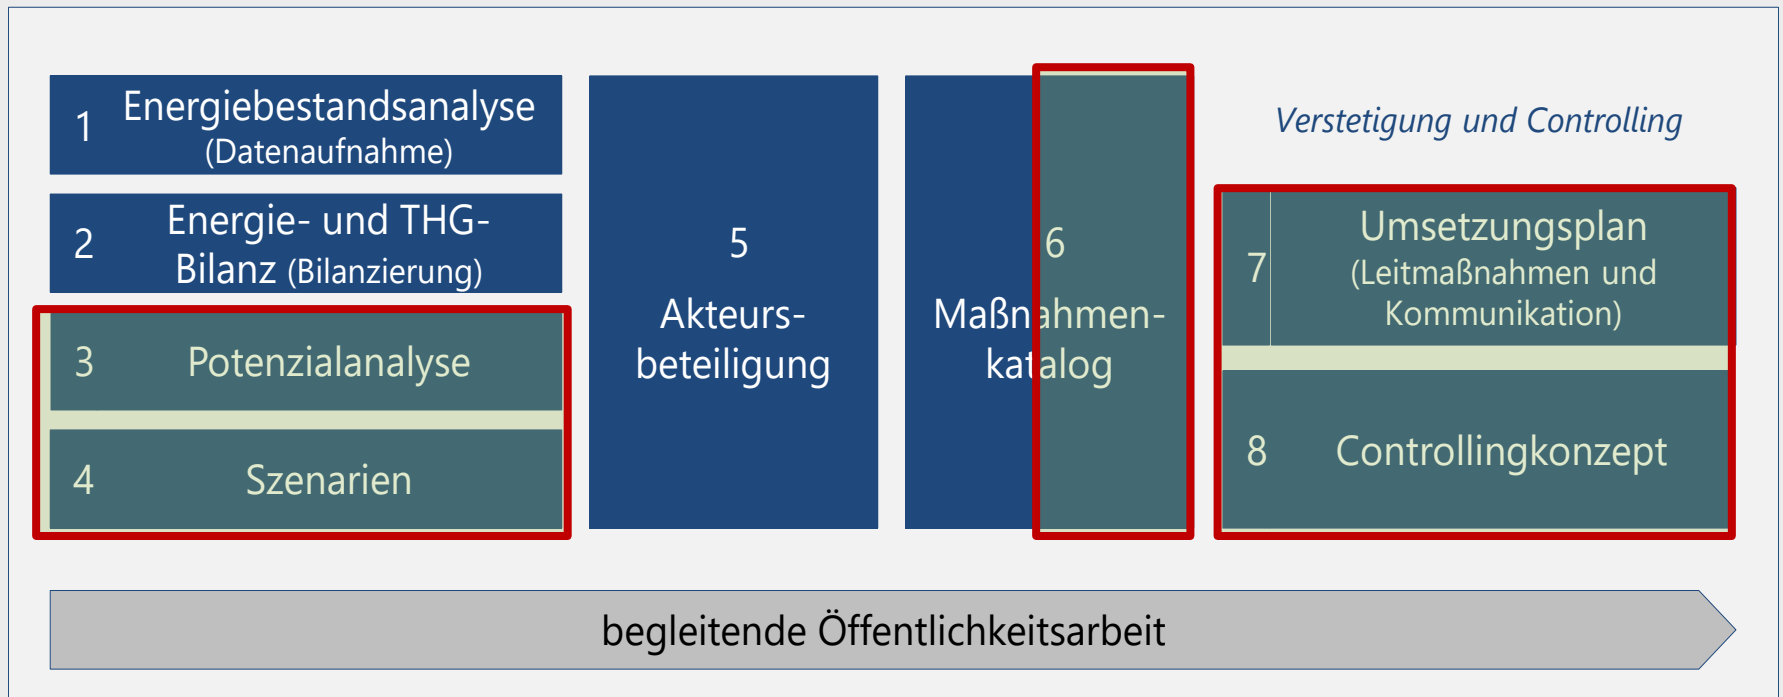 1
Energiebestandsanalyse
(Datenaufnahme)
2
Energie- und THG-
Bilanz (Bilanzierung)
3
Potenzialanalyse
4
Szenarien
5
Akteurs-
beteiligung
6
Maßnahmen-
katalog
Verstetigung und Controlling
7
Umsetzungsplan
(Leitmaßnahmen und
Kommunikation)
8
Controllingkonzept
begleitende Öffentlichkeitsarbeit